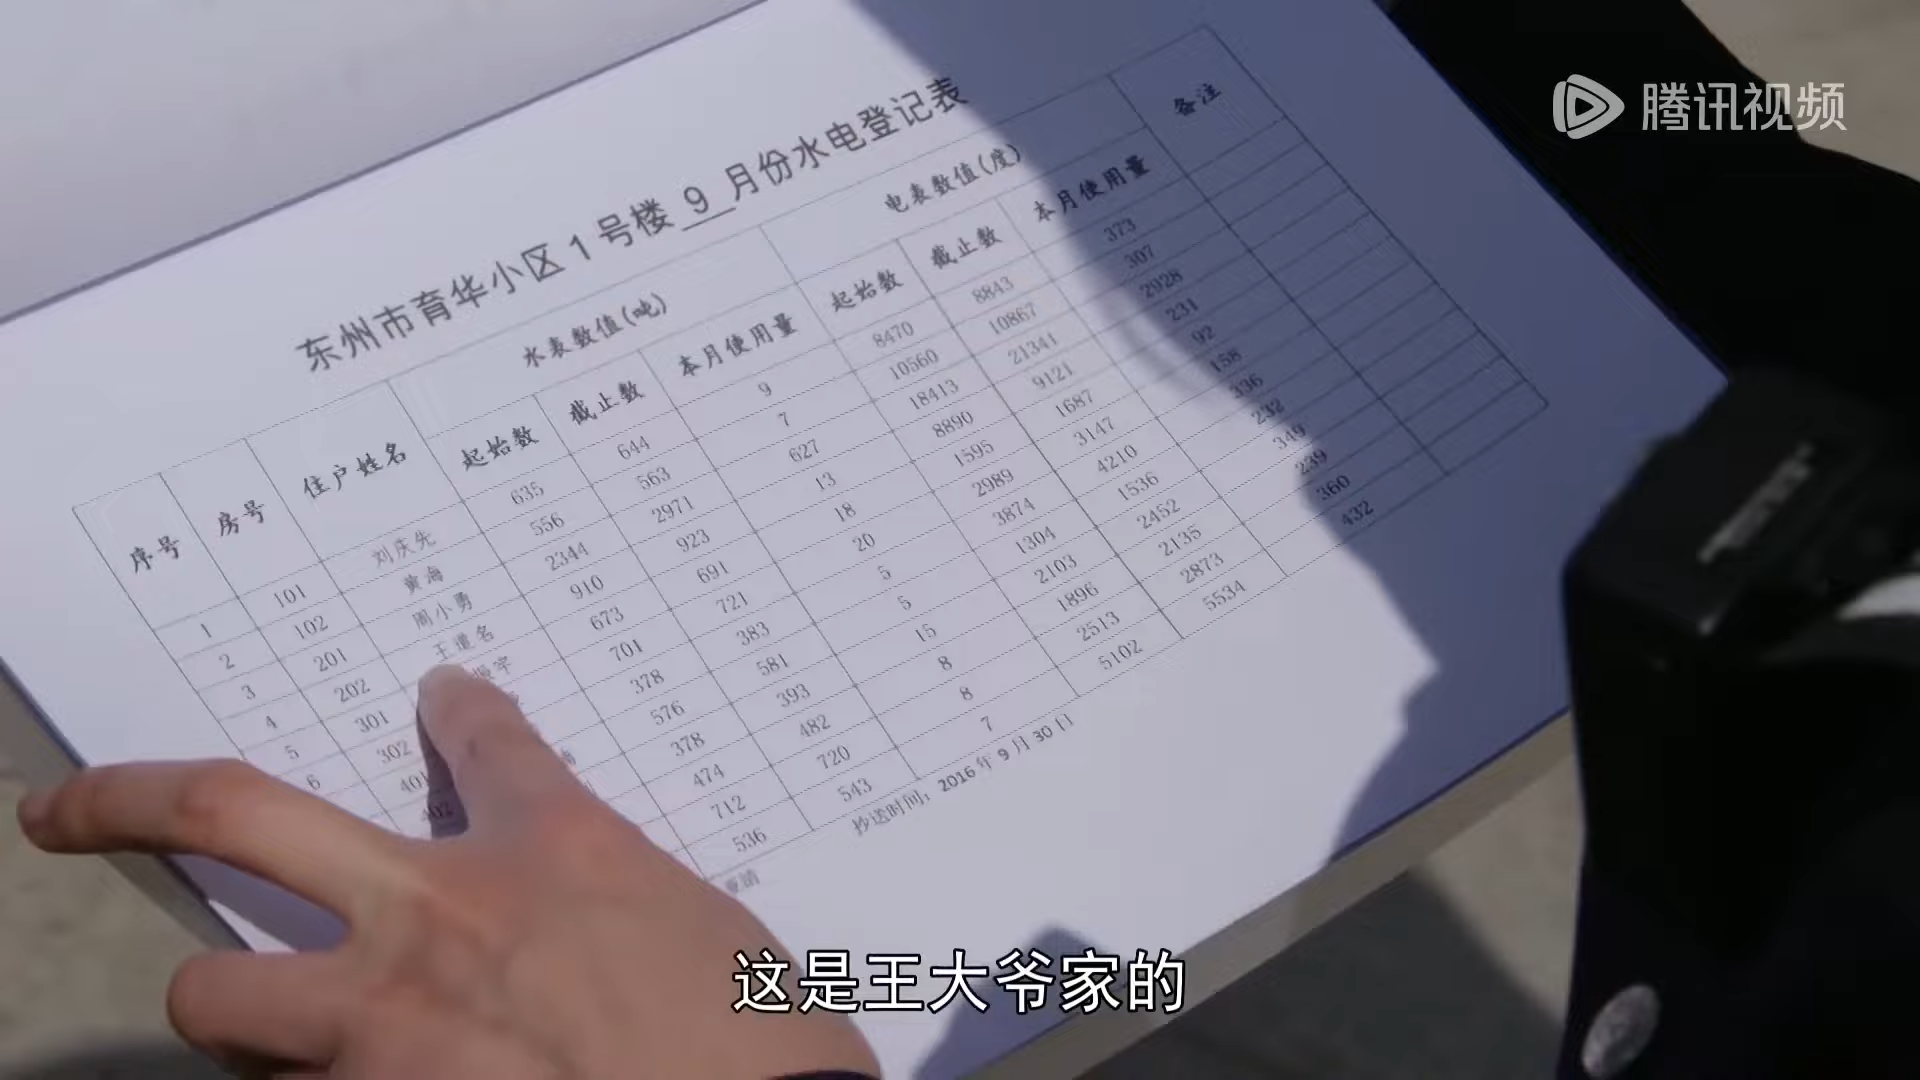 腾讯视频
东州市育华小区1号楼 9 月份水电登记表
序号 房号 住户姓名 水表数值(吨) 电表数值(度) 备注
起始数 截止数 本月使用量 起始数 截止数 本月使用量
1 101 刘庆先 635 644 9 8470 8843 373
2 102 黄海 556 563 7 10560 10867 307
3 201 周小勇 2344 2971 627 18413 21341 2928
4 202 王道名 910 923 13 8890 9121 231
5 301 振宇 673 691 18 1595 1687 92
6 302 701 721 20 2989 3147 158
401 378 383 5 3874 4210 336
402 576 581 5 1304 1536 232
378 393 15 2103 2452 349
474 482 8 1896 2135 239
712 720 8 2513 2873 360
536 543 7 5102 5534 432
抄送时间：2016年9月30日
这是王大爷家的